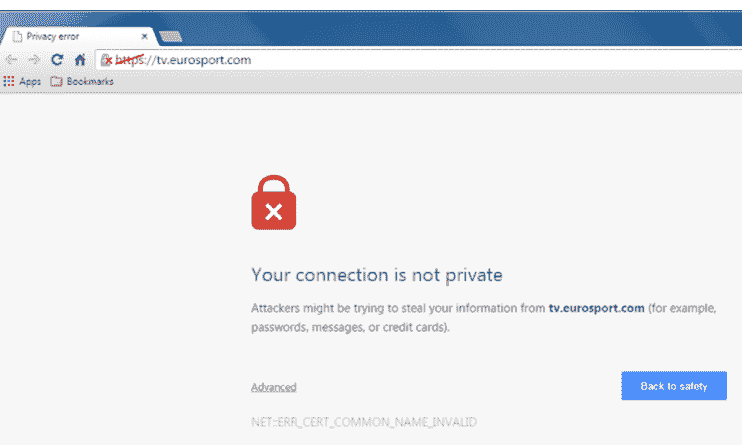 Privacy error
https://tv.eurosport.com
Apps Bookmarks
Your connection is not private
Attackers might be trying to steal your information from tv.eurosport.com (for example,
passwords, messages, or credit cards).
Advanced Back to safety
NET::ERR_CERT_COMMON_NAME_INVALID